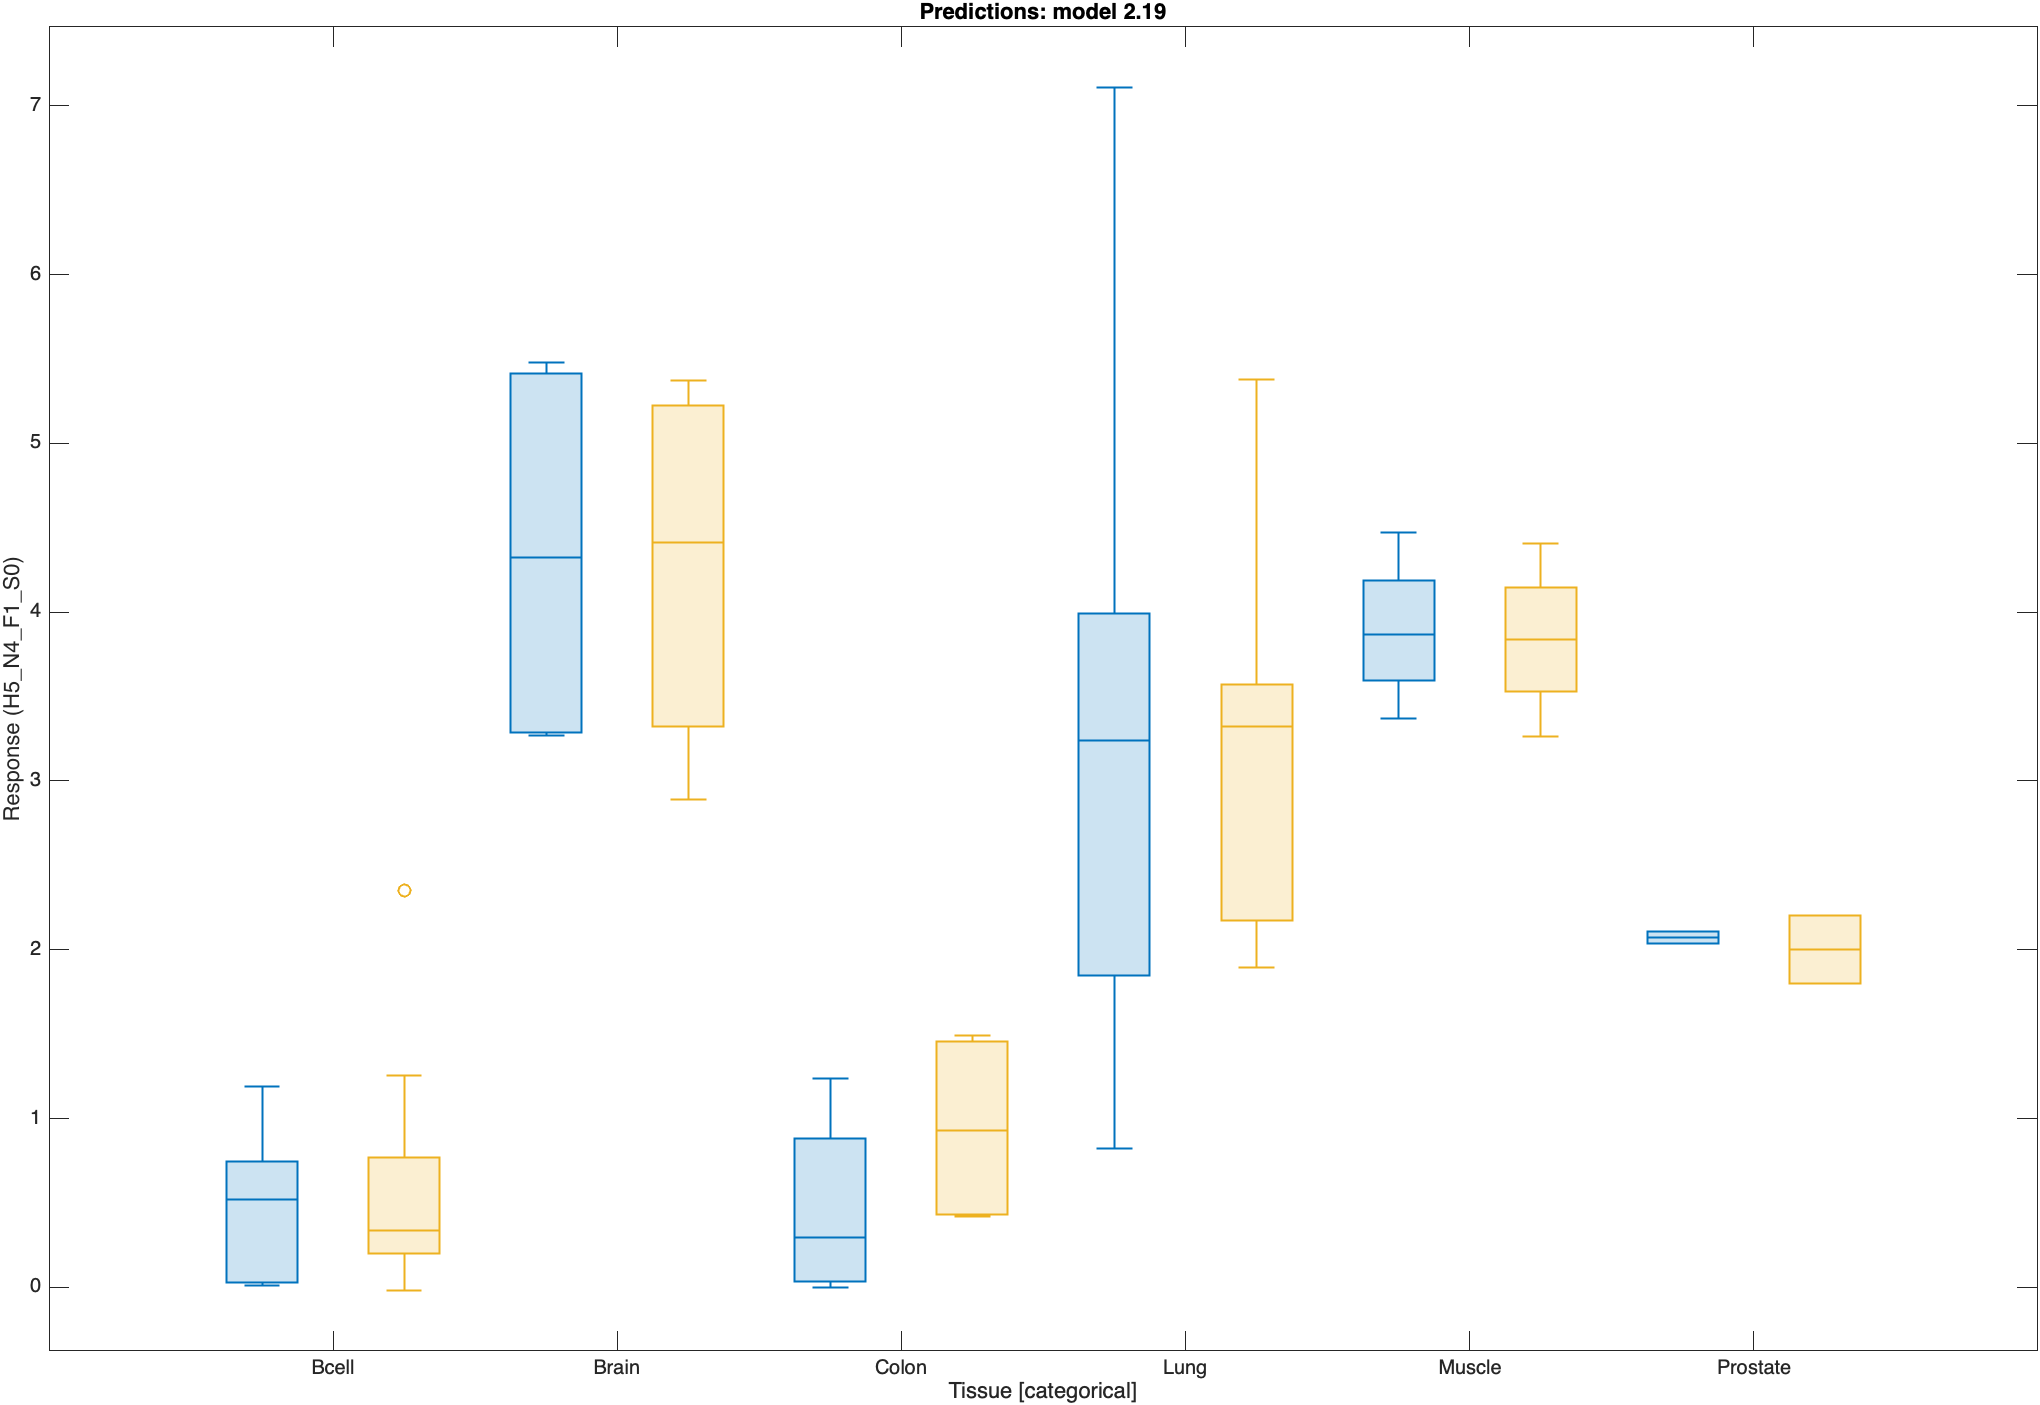 Predictions: model 2.19
Response (H5_N4_F1_S0)
7
6
5
4
3
2
1
0
Bcell Brain Colon Lung Muscle Prostate
Tissue [categorical]